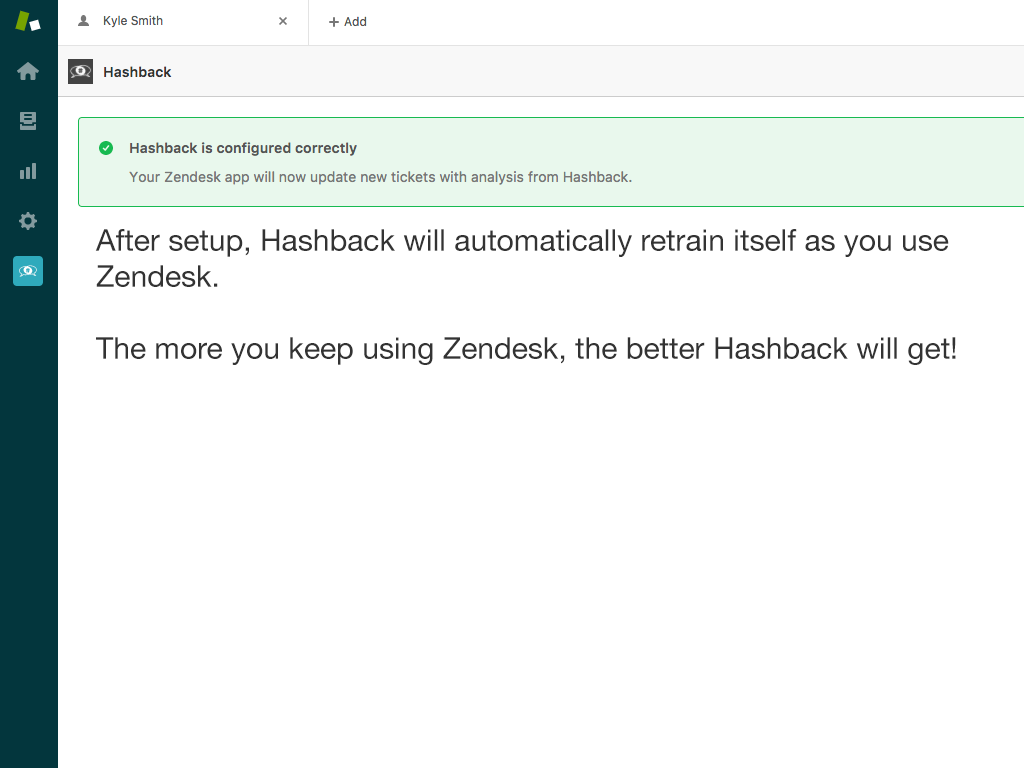 Kyle Smith
Add
Hashback
Hashback is configured correctly
Your Zendesk app will now update new tickets with analysis from Hashback.
After setup, Hashback will automatically retrain itself as you use
Zendesk.
The more you keep using Zendesk, the better Hashback will get!